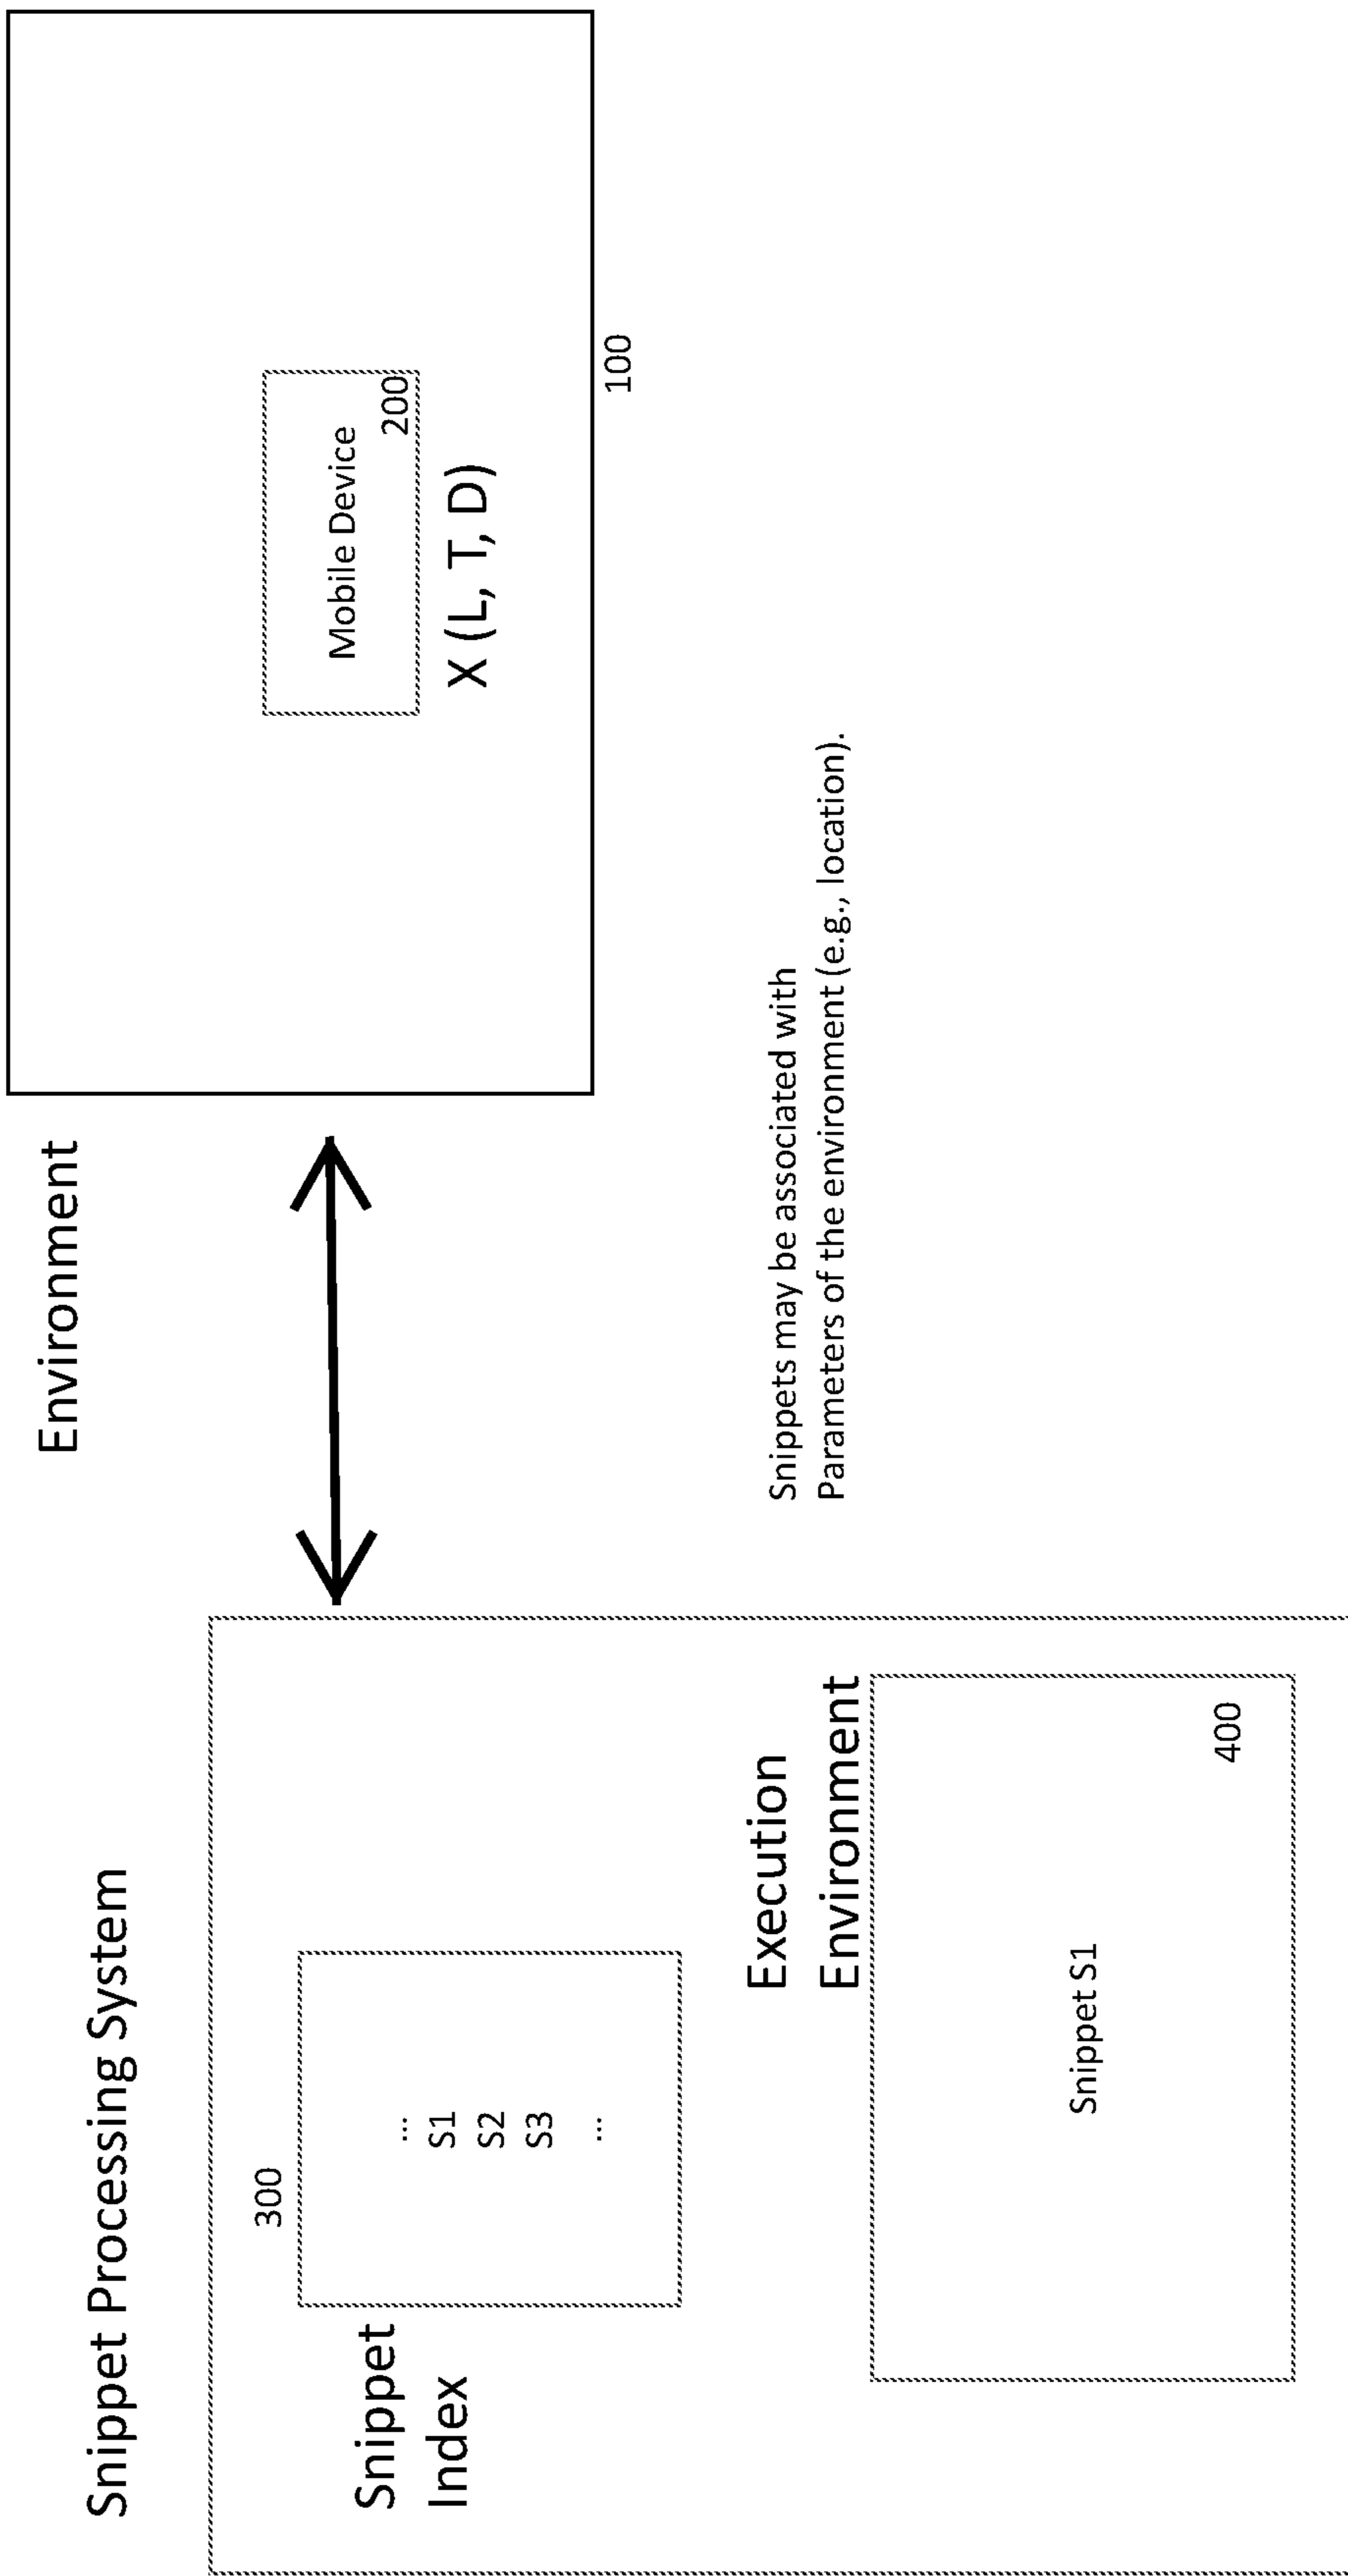 Snippet Processing System
300
Snippet
Index
...
S1
S2
S3
...
Execution
Environment
Snippet S1
400
Environment
Mobile Device
200
X (L, T, D)
100
Snippets may be associated with
Parameters of the environment (e.g., location).